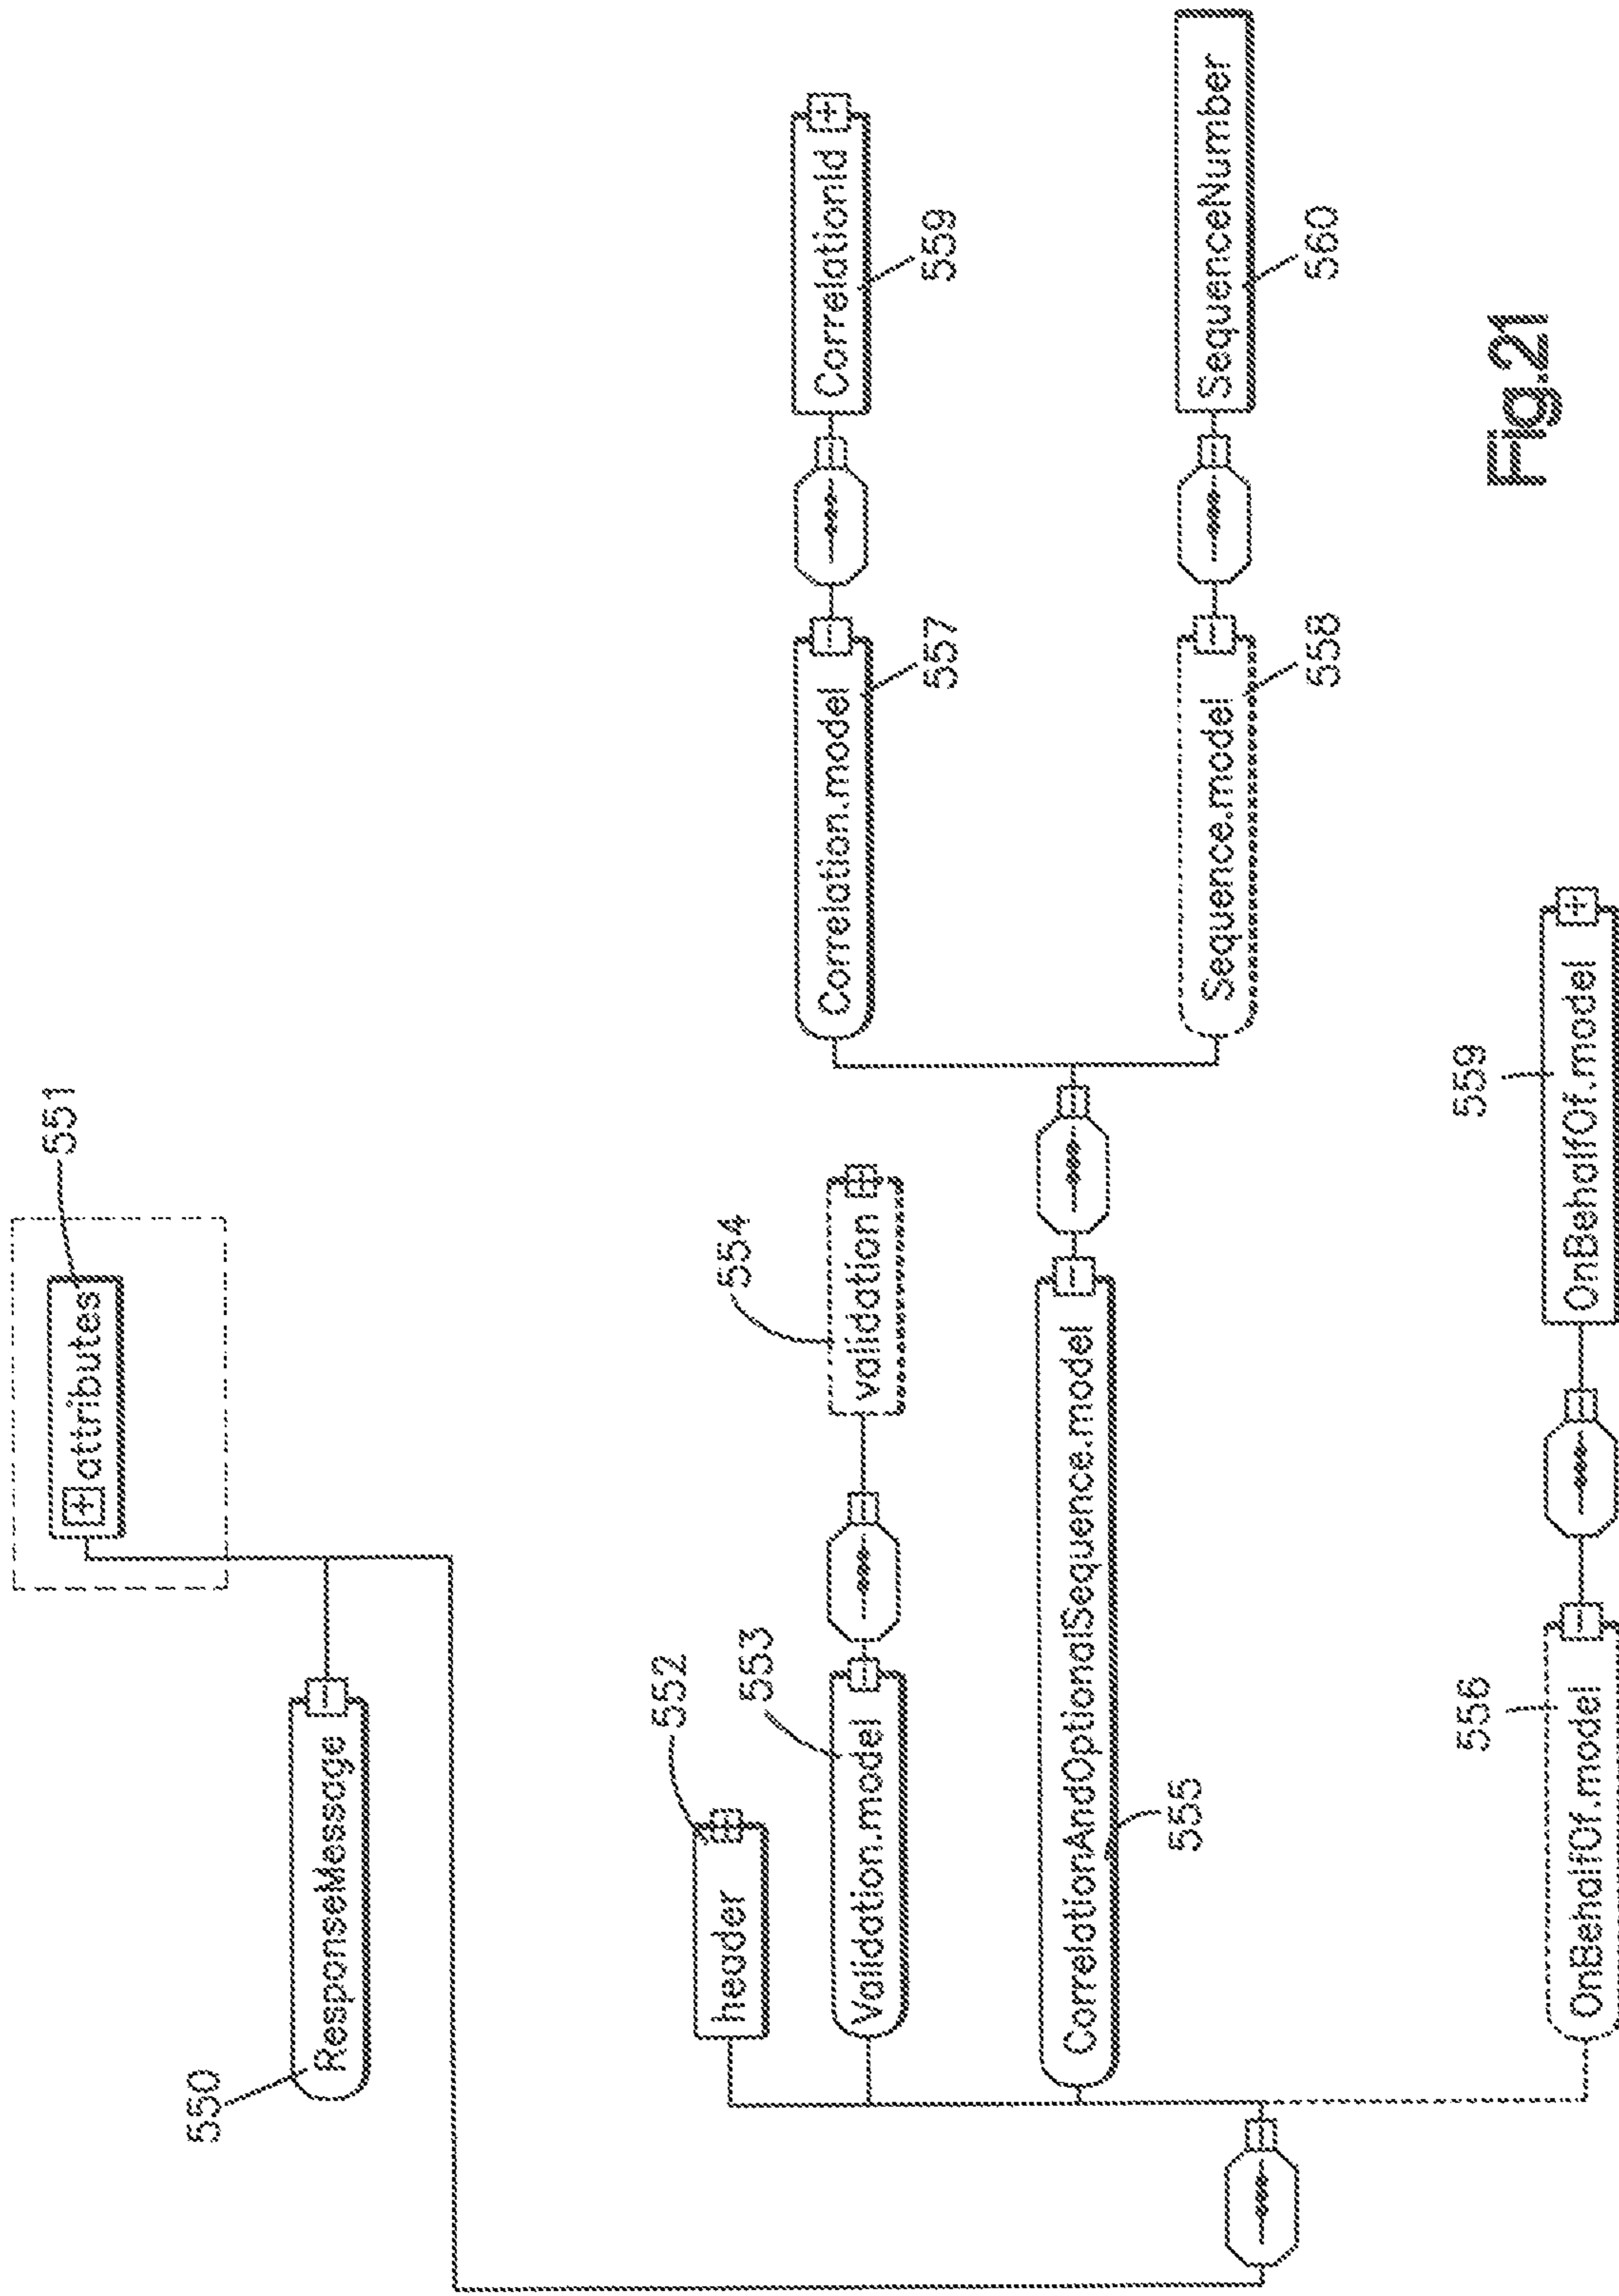 551
attributes
550
ResponseMessage
552
header
553
Validation.model
554
validation
555
CorrelationAndOptionalSequence.model
557
Correlation.model
559
CorrelationId
558
Sequence.model
560
SequenceNumber
556
OnBehalfOf.model
559
OnBehalfOf.model
Fig.21